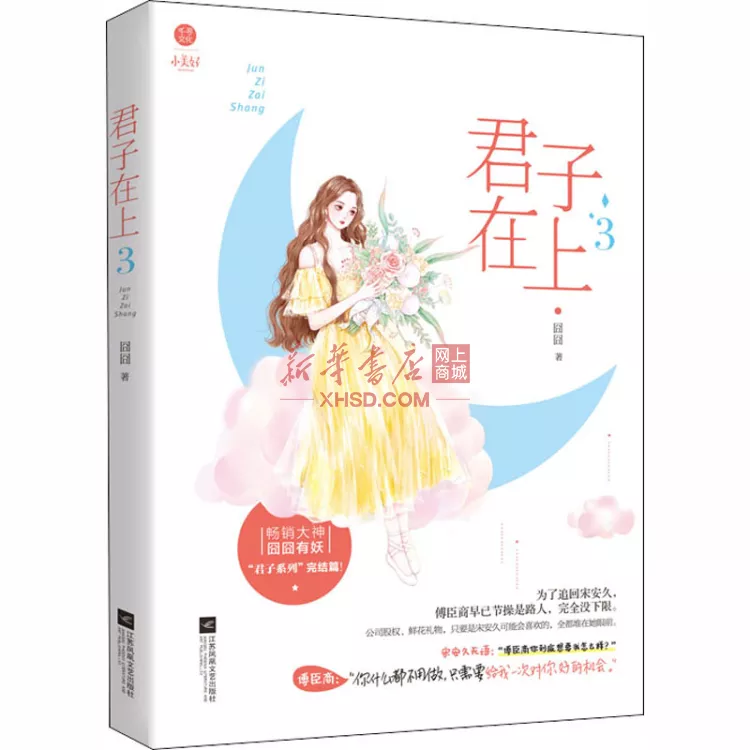 君子在上
3
Jun
Zi
Zai
Shang
囧囧
著
江苏凤凰文艺出版社
小美好
Jun
Zi
Zai
Shang
君子
在上
3
囧囧
著
新华书店
网上
商城
XHSD.COM
畅销大神
囧囧有妖
“君子系列”完结篇！
为了追回宋安久，
傅臣商早已节操是路人，完全没下限。
公司股权，鲜花礼物，只要是宋安久可能会喜欢的，全都堆在她眼前。
宋安久无语：“傅臣商你到底想要我怎么样？”
傅臣商：“你什么都不用做，只需要给我一次对你好的机会。”